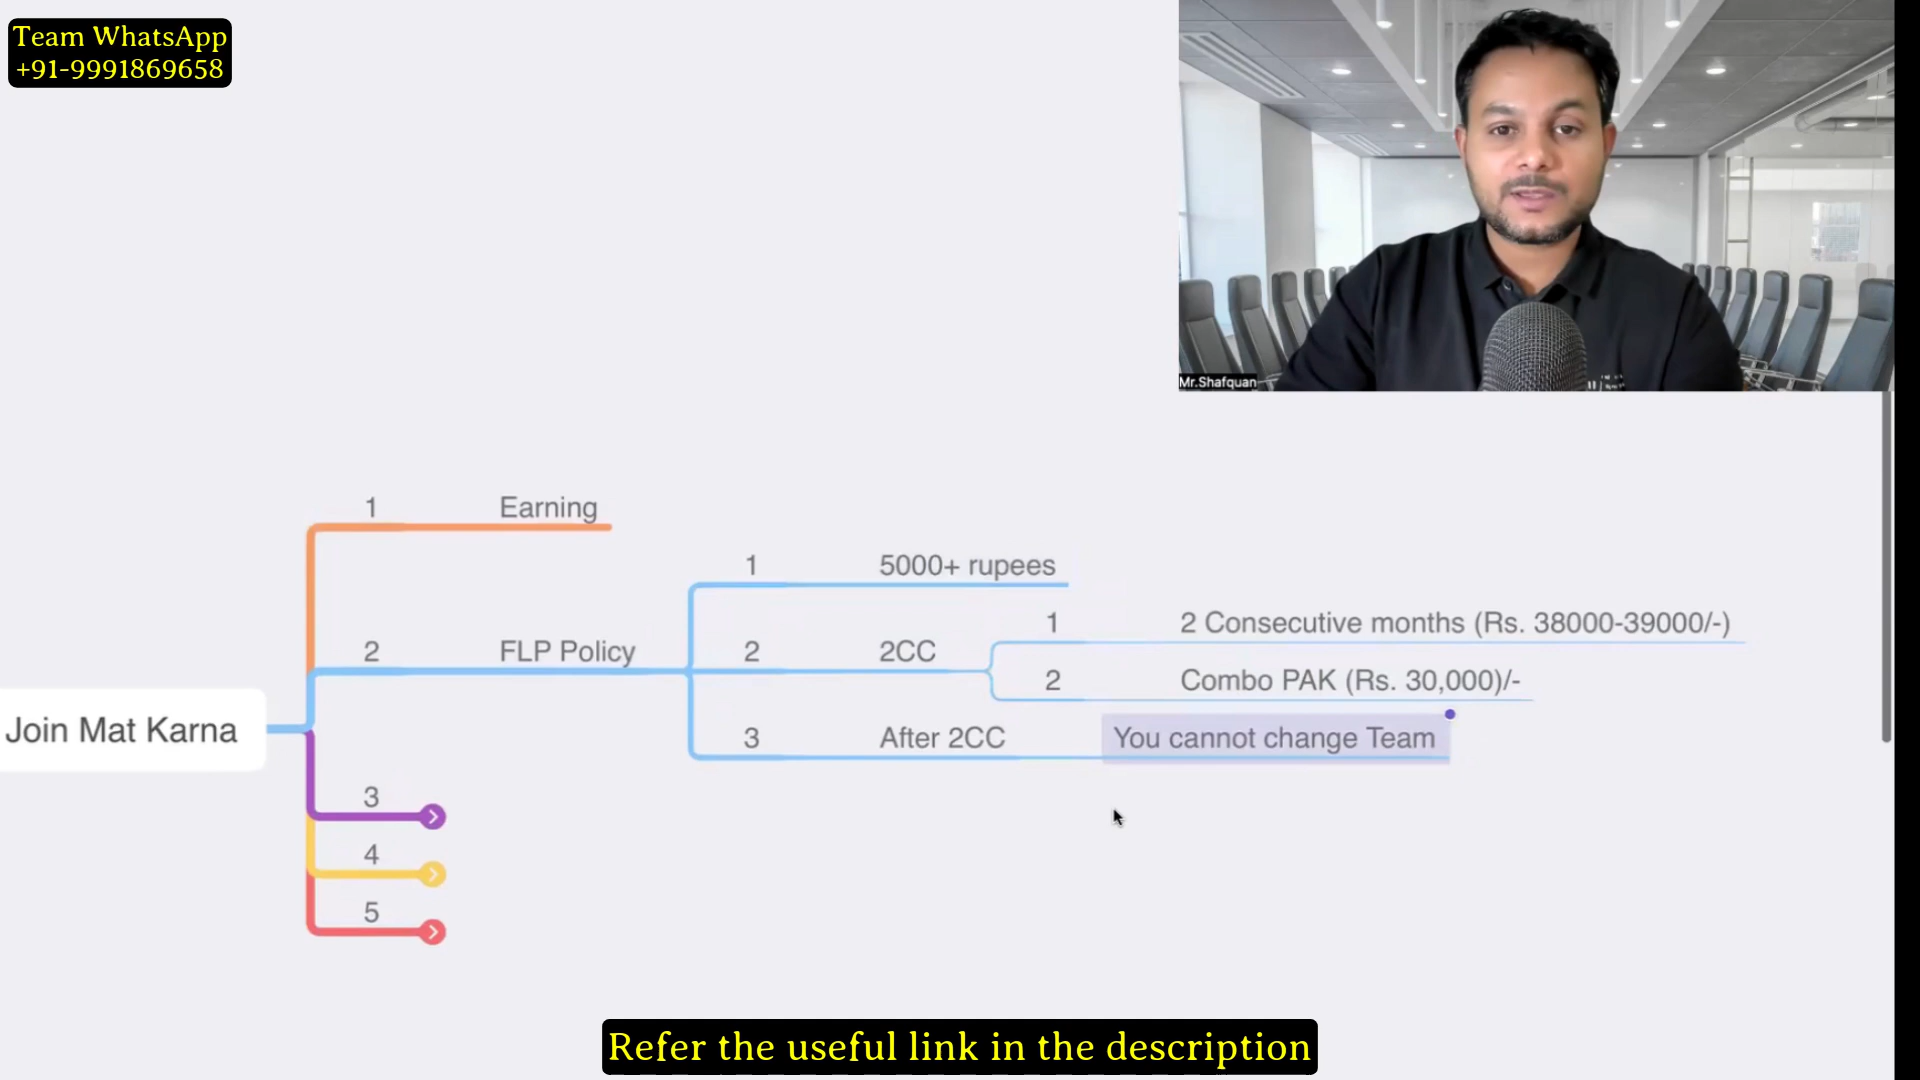 Team WhatsApp
+91-9991869658
Mr.Shafquan
1 Earning
1 5000+ rupees
1 2 Consecutive months (Rs. 38000-39000/-)
2 FLP Policy
2 2CC
2 Combo PAK (Rs. 30,000)/-
Join Mat Karna
3 After 2CC You cannot change Team
3
4
5
Refer the useful link in the description